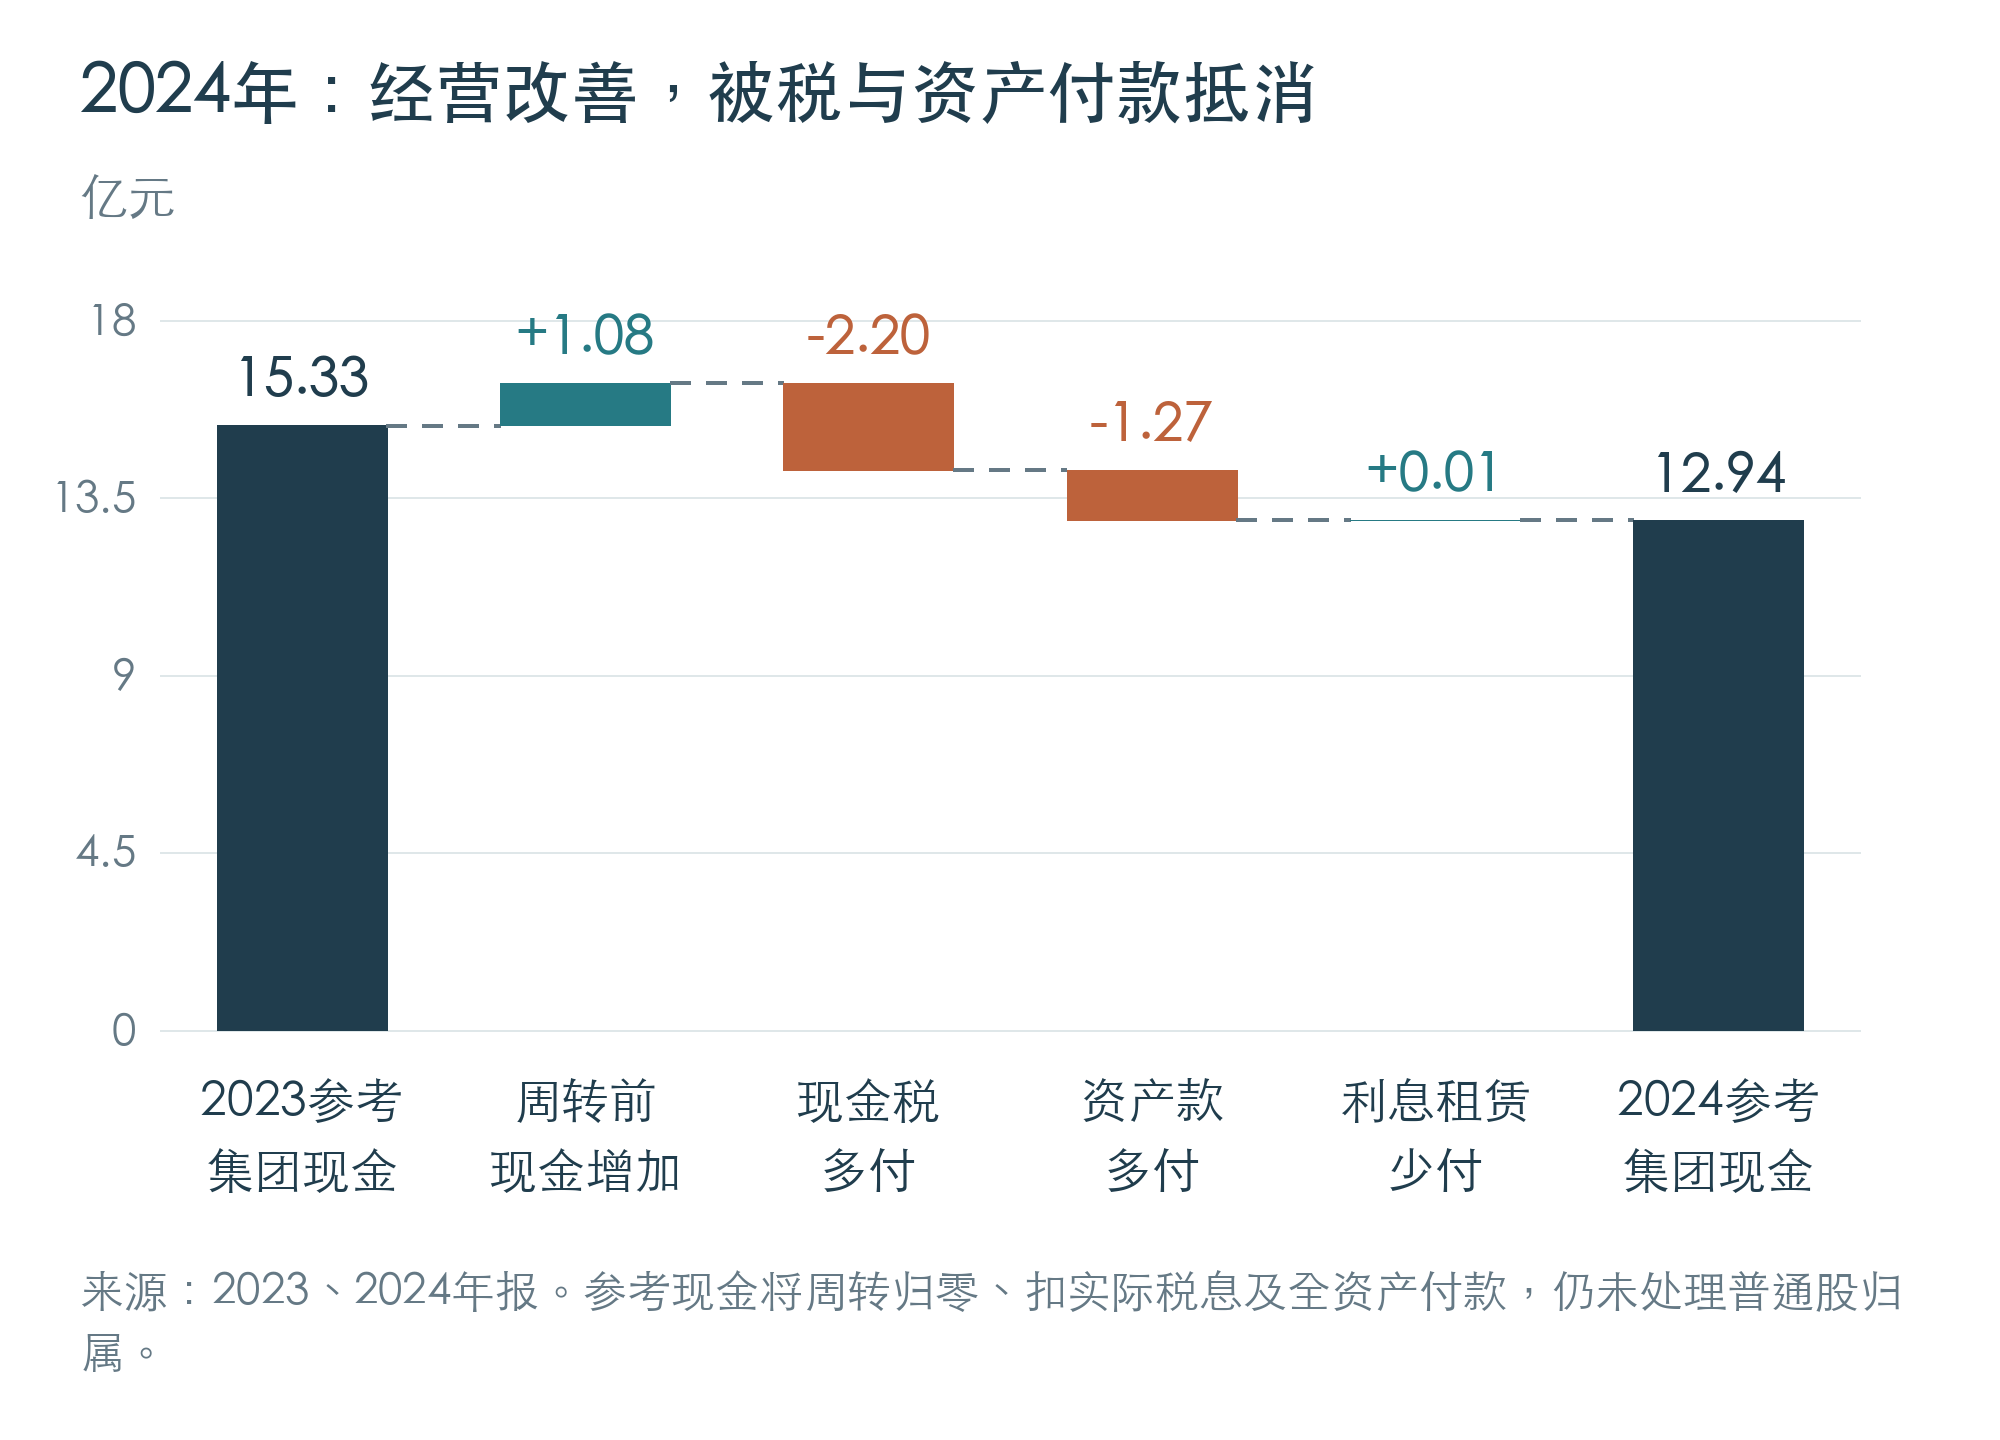 2024年：经营改善，被税与资产付款抵消
亿元
18
13.5
9
4.5
0
15.33
+1.08
-2.20
-1.27
+0.01
12.94
2023参考
集团现金
周转前
现金增加
现金税
多付
资产款
多付
利息租赁
少付
2024参考
集团现金
来源：2023、2024年报。参考现金将周转归零、扣实际税息及全资产付款，仍未处理普通股归
属。